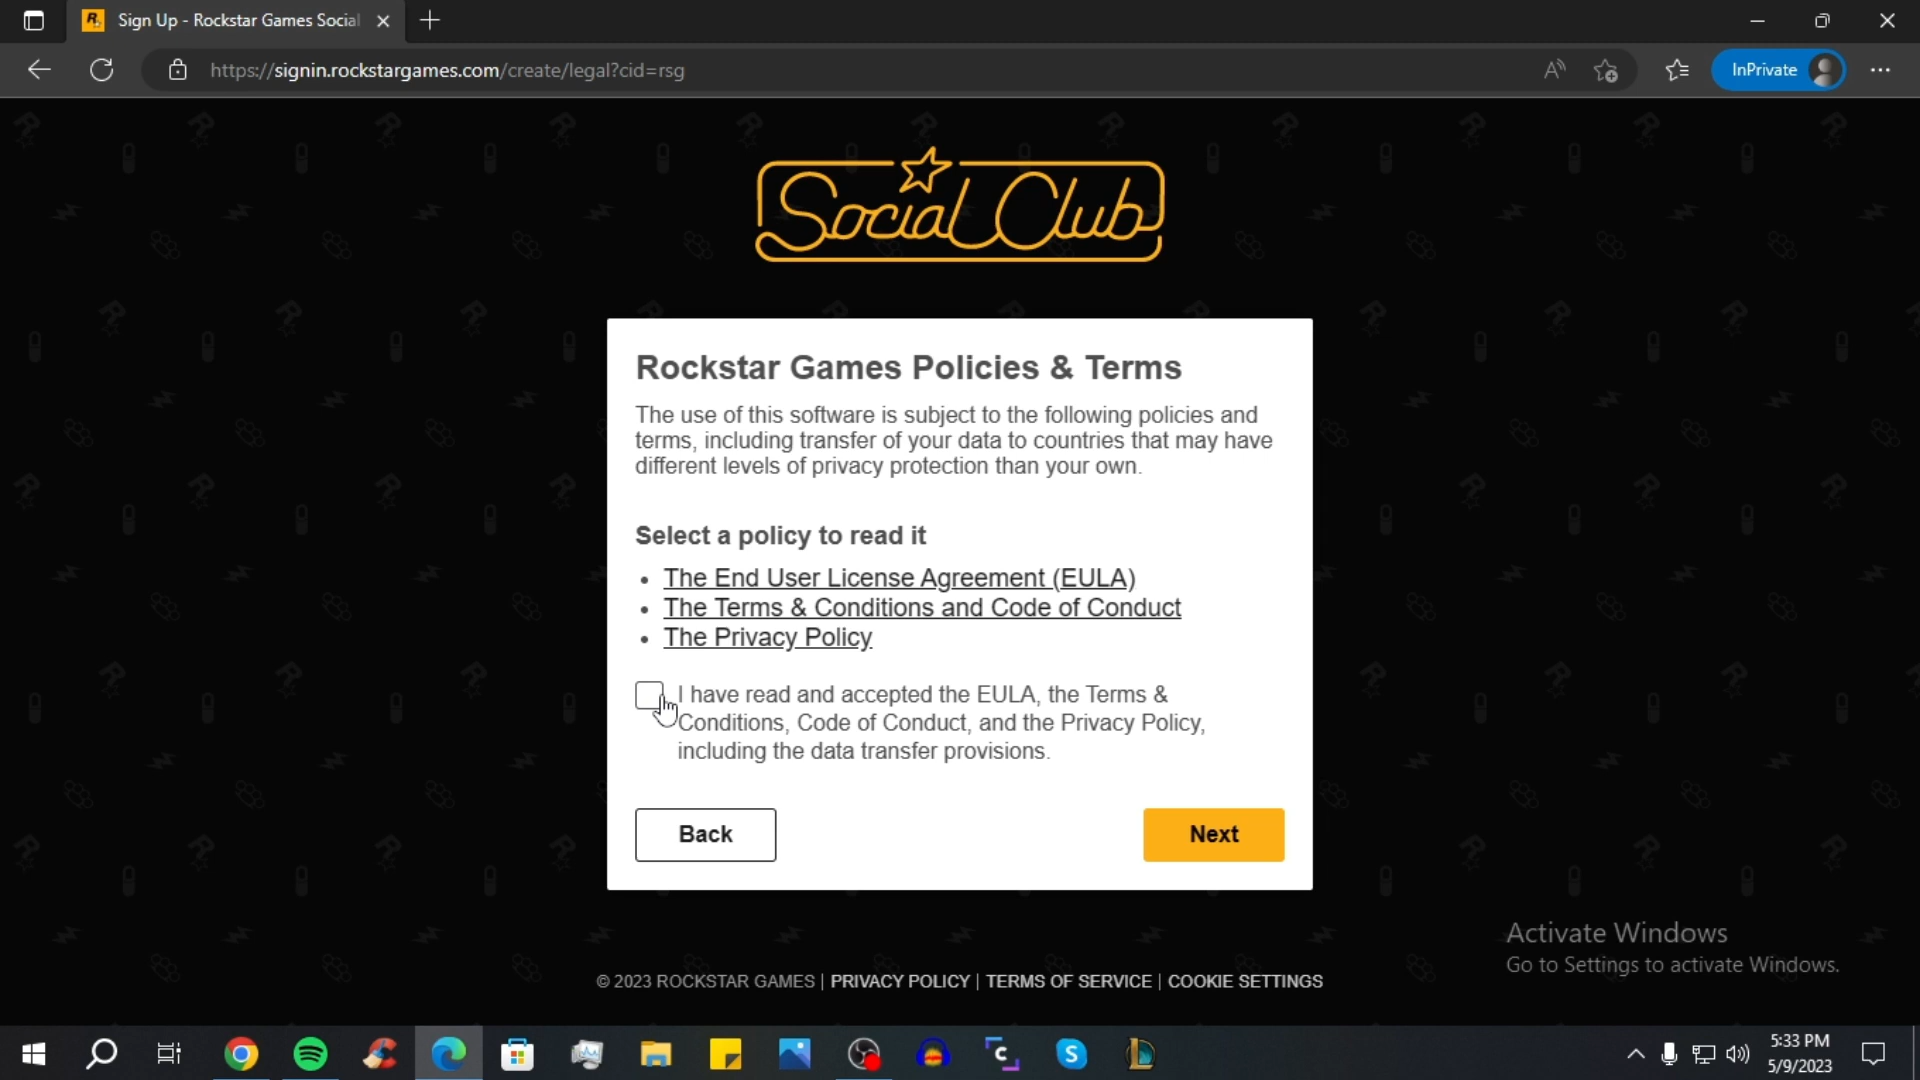 Sign Up - Rockstar Games Social
https://signin.rockstargames.com/create/legal?cid=rsg
InPrivate
Social Club
Rockstar Games Policies & Terms
The use of this software is subject to the following policies and
terms, including transfer of your data to countries that may have
different levels of privacy protection than your own.
Select a policy to read it
• The End User License Agreement (EULA)
• The Terms & Conditions and Code of Conduct
• The Privacy Policy
I have read and accepted the EULA, the Terms &
Conditions, Code of Conduct, and the Privacy Policy,
including the data transfer provisions.
Back
Next
Activate Windows
Go to Settings to activate Windows.
© 2023 ROCKSTAR GAMES | PRIVACY POLICY | TERMS OF SERVICE | COOKIE SETTINGS
5:33 PM
5/9/2023